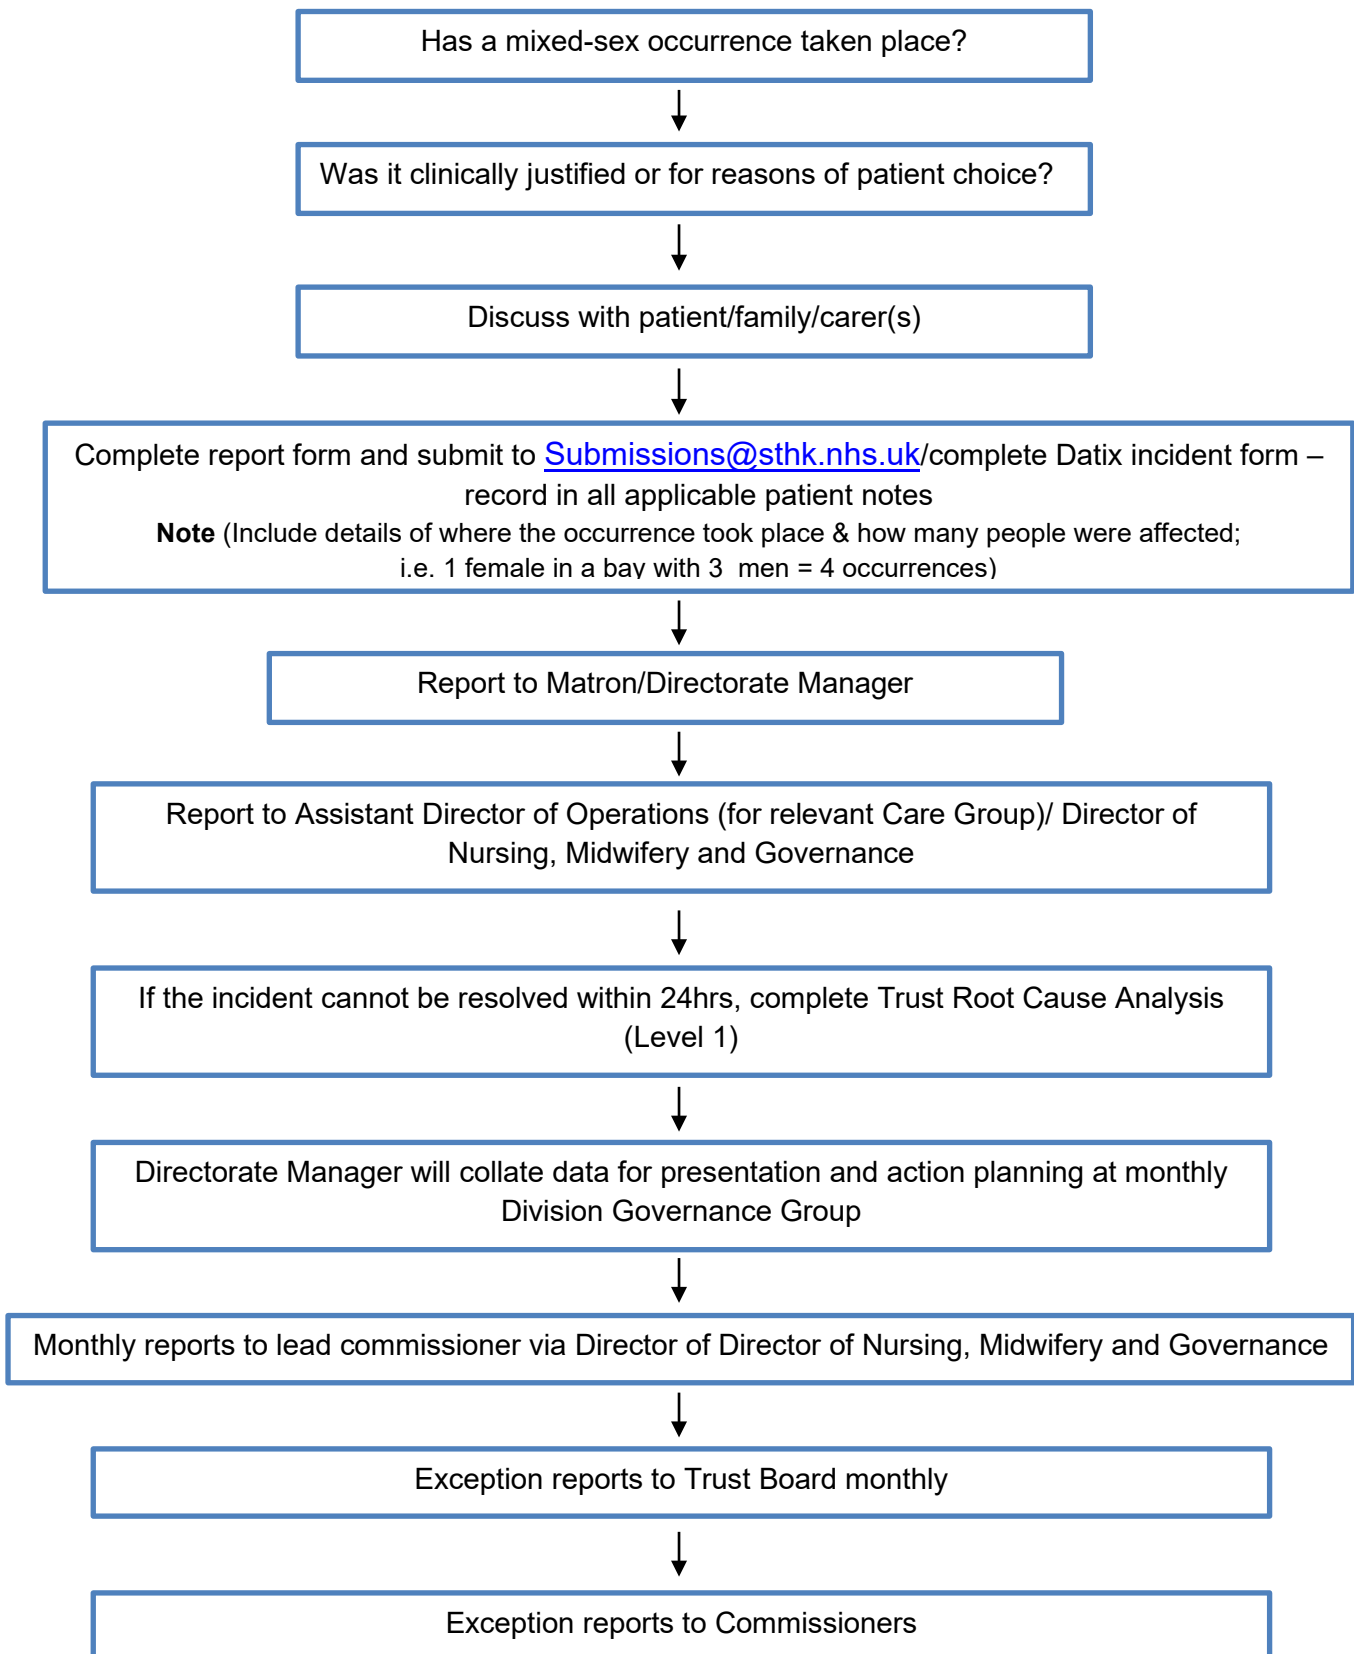 Has a mixed-sex occurrence taken place?
Was it clinically justified or for reasons of patient choice?
Discuss with patient/family/carer(s)
Complete report form and submit to Submissions@sthk.nhs.uk/complete Datix incident form –
record in all applicable patient notes
Note (Include details of where the occurrence took place & how many people were affected;
i.e. 1 female in a bay with 3  men = 4 occurrences)
Report to Matron/Directorate Manager
Report to Assistant Director of Operations (for relevant Care Group)/ Director of
Nursing, Midwifery and Governance
If the incident cannot be resolved within 24hrs, complete Trust Root Cause Analysis
(Level 1)
Directorate Manager will collate data for presentation and action planning at monthly
Division Governance Group
Monthly reports to lead commissioner via Director of Director of Nursing, Midwifery and Governance
Exception reports to Trust Board monthly
Exception reports to Commissioners